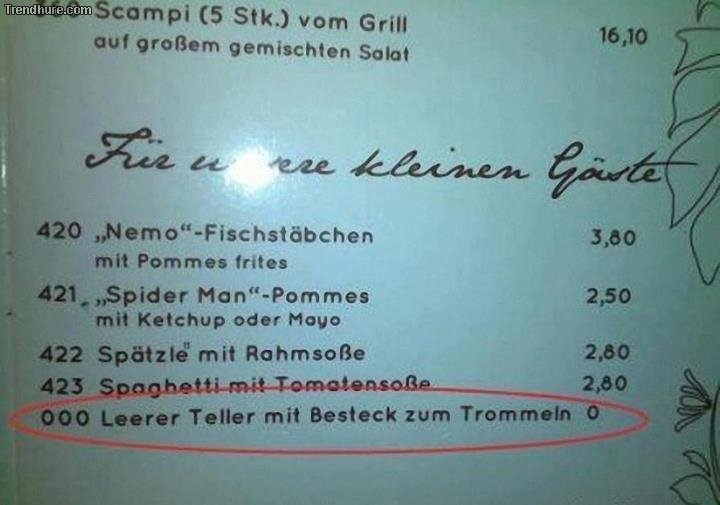 Trendhure.com
Scampi (5 Stk.) vom Grill 16,10
auf großem gemischten Salat
Für unsere kleinen Gäste
420 „Nemo“-Fischstäbchen 3,80
mit Pommes frites
421 „Spider Man“-Pommes 2,50
mit Ketchup oder Mayo
422 Spätzle mit Rahmsoße 2,80
423 Spaghetti mit Tomatensoße 2,80
000 Leerer Teller mit Besteck zum Trommeln 0